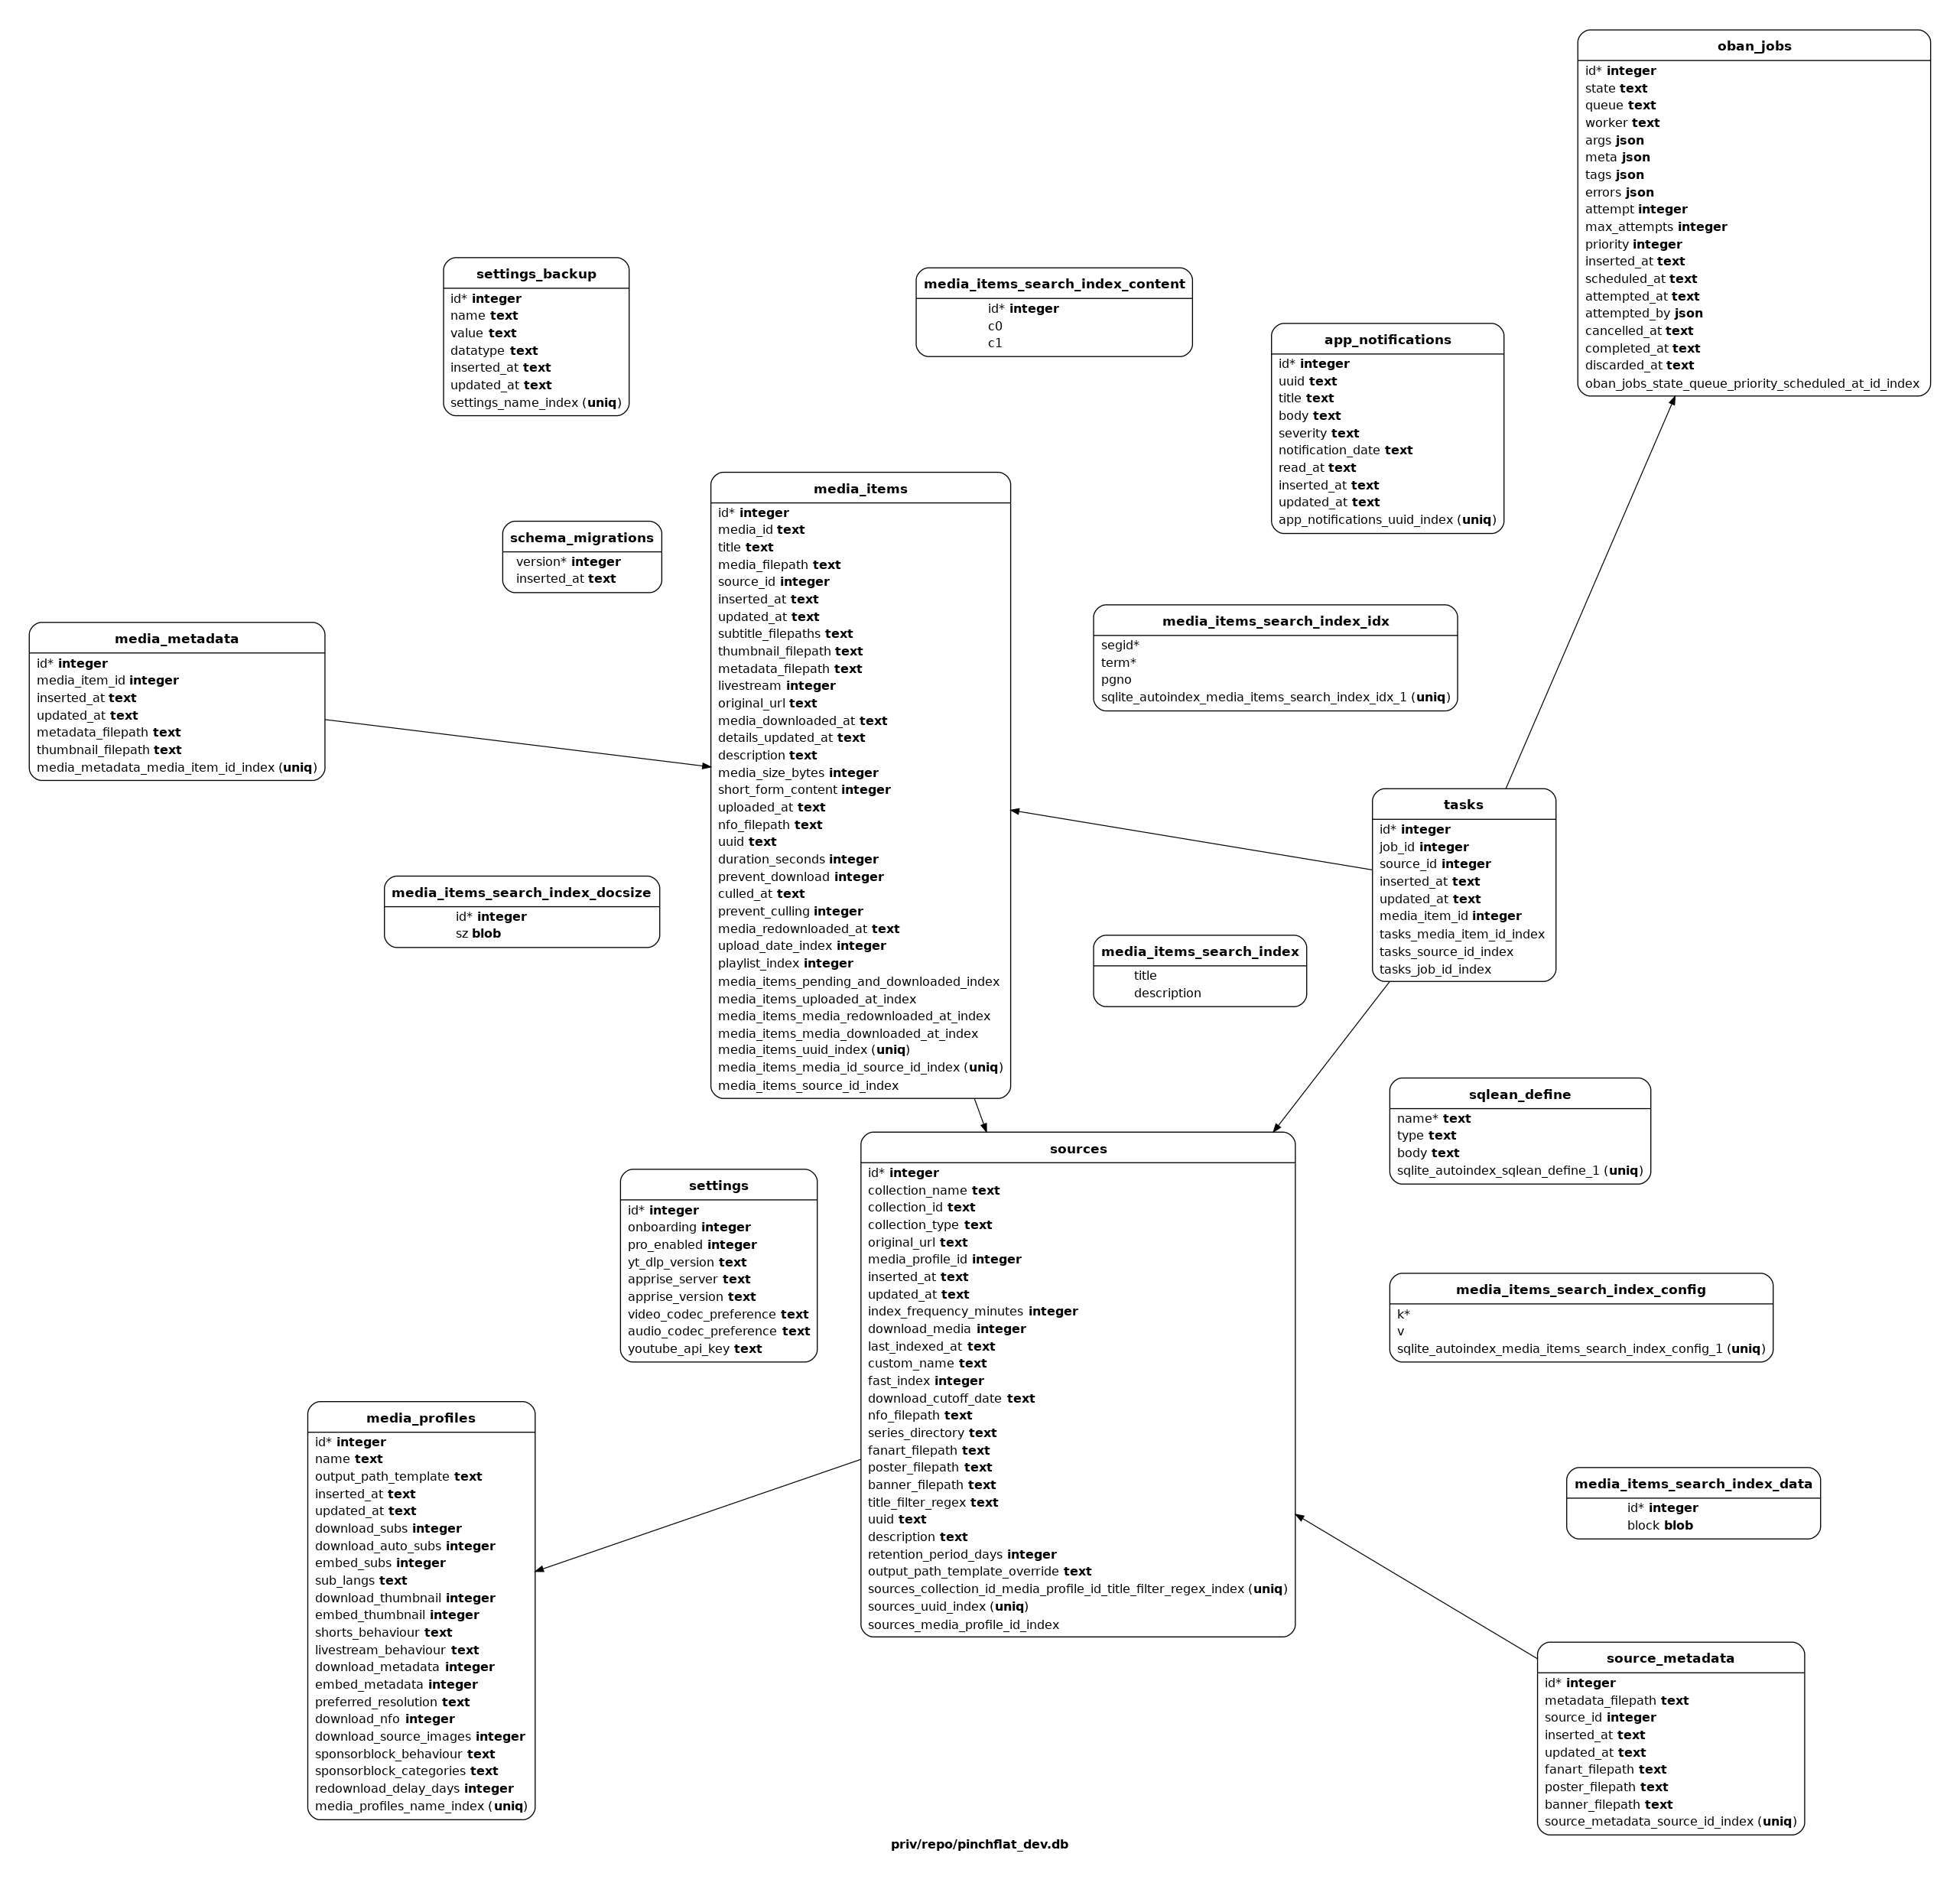 oban_jobs
id* integer
state text
queue text
worker text
args json
meta json
tags json
errors json
attempt integer
max_attempts integer
priority integer
inserted_at text
scheduled_at text
attempted_at text
attempted_by json
cancelled_at text
completed_at text
discarded_at text
oban_jobs_state_queue_priority_scheduled_at_id_index
settings_backup
id* integer
name text
value text
datatype text
inserted_at text
updated_at text
settings_name_index (uniq)
media_items_search_index_content
id* integer
c0
c1
app_notifications
id* integer
uuid text
title text
body text
severity text
notification_date text
read_at text
inserted_at text
updated_at text
app_notifications_uuid_index (uniq)
media_items
id* integer
media_id text
title text
media_filepath text
source_id integer
inserted_at text
updated_at text
subtitle_filepaths text
thumbnail_filepath text
metadata_filepath text
livestream integer
original_url text
media_downloaded_at text
details_updated_at text
description text
media_size_bytes integer
short_form_content integer
uploaded_at text
nfo_filepath text
uuid text
duration_seconds integer
prevent_download integer
culled_at text
prevent_culling integer
media_redownloaded_at text
upload_date_index integer
playlist_index integer
media_items_pending_and_downloaded_index
media_items_uploaded_at_index
media_items_media_redownloaded_at_index
media_items_media_downloaded_at_index
media_items_uuid_index (uniq)
media_items_media_id_source_id_index (uniq)
media_items_source_id_index
schema_migrations
version* integer
inserted_at text
media_metadata
id* integer
media_item_id integer
inserted_at text
updated_at text
metadata_filepath text
thumbnail_filepath text
media_metadata_media_item_id_index (uniq)
media_items_search_index_idx
segid*
term*
pgno
sqlite_autoindex_media_items_search_index_idx_1 (uniq)
tasks
id* integer
job_id integer
source_id integer
inserted_at text
updated_at text
media_item_id integer
tasks_media_item_id_index
tasks_source_id_index
tasks_job_id_index
media_items_search_index_docsize
id* integer
sz blob
media_items_search_index
title
description
sqlean_define
name* text
type text
body text
sqlite_autoindex_sqlean_define_1 (uniq)
sources
id* integer
collection_name text
collection_id text
collection_type text
original_url text
media_profile_id integer
inserted_at text
updated_at text
index_frequency_minutes integer
download_media integer
last_indexed_at text
custom_name text
fast_index integer
download_cutoff_date text
nfo_filepath text
series_directory text
fanart_filepath text
poster_filepath text
banner_filepath text
title_filter_regex text
uuid text
description text
retention_period_days integer
output_path_template_override text
sources_collection_id_media_profile_id_title_filter_regex_index (uniq)
sources_uuid_index (uniq)
sources_media_profile_id_index
settings
id* integer
onboarding integer
pro_enabled integer
yt_dlp_version text
apprise_server text
apprise_version text
video_codec_preference text
audio_codec_preference text
youtube_api_key text
media_items_search_index_config
k*
v
sqlite_autoindex_media_items_search_index_config_1 (uniq)
media_profiles
id* integer
name text
output_path_template text
inserted_at text
updated_at text
download_subs integer
download_auto_subs integer
embed_subs integer
sub_langs text
download_thumbnail integer
embed_thumbnail integer
shorts_behaviour text
livestream_behaviour text
download_metadata integer
embed_metadata integer
preferred_resolution text
download_nfo integer
download_source_images integer
sponsorblock_behaviour text
sponsorblock_categories text
redownload_delay_days integer
media_profiles_name_index (uniq)
media_items_search_index_data
id* integer
block blob
source_metadata
id* integer
metadata_filepath text
source_id integer
inserted_at text
updated_at text
fanart_filepath text
poster_filepath text
banner_filepath text
source_metadata_source_id_index (uniq)
priv/repo/pinchflat_dev.db